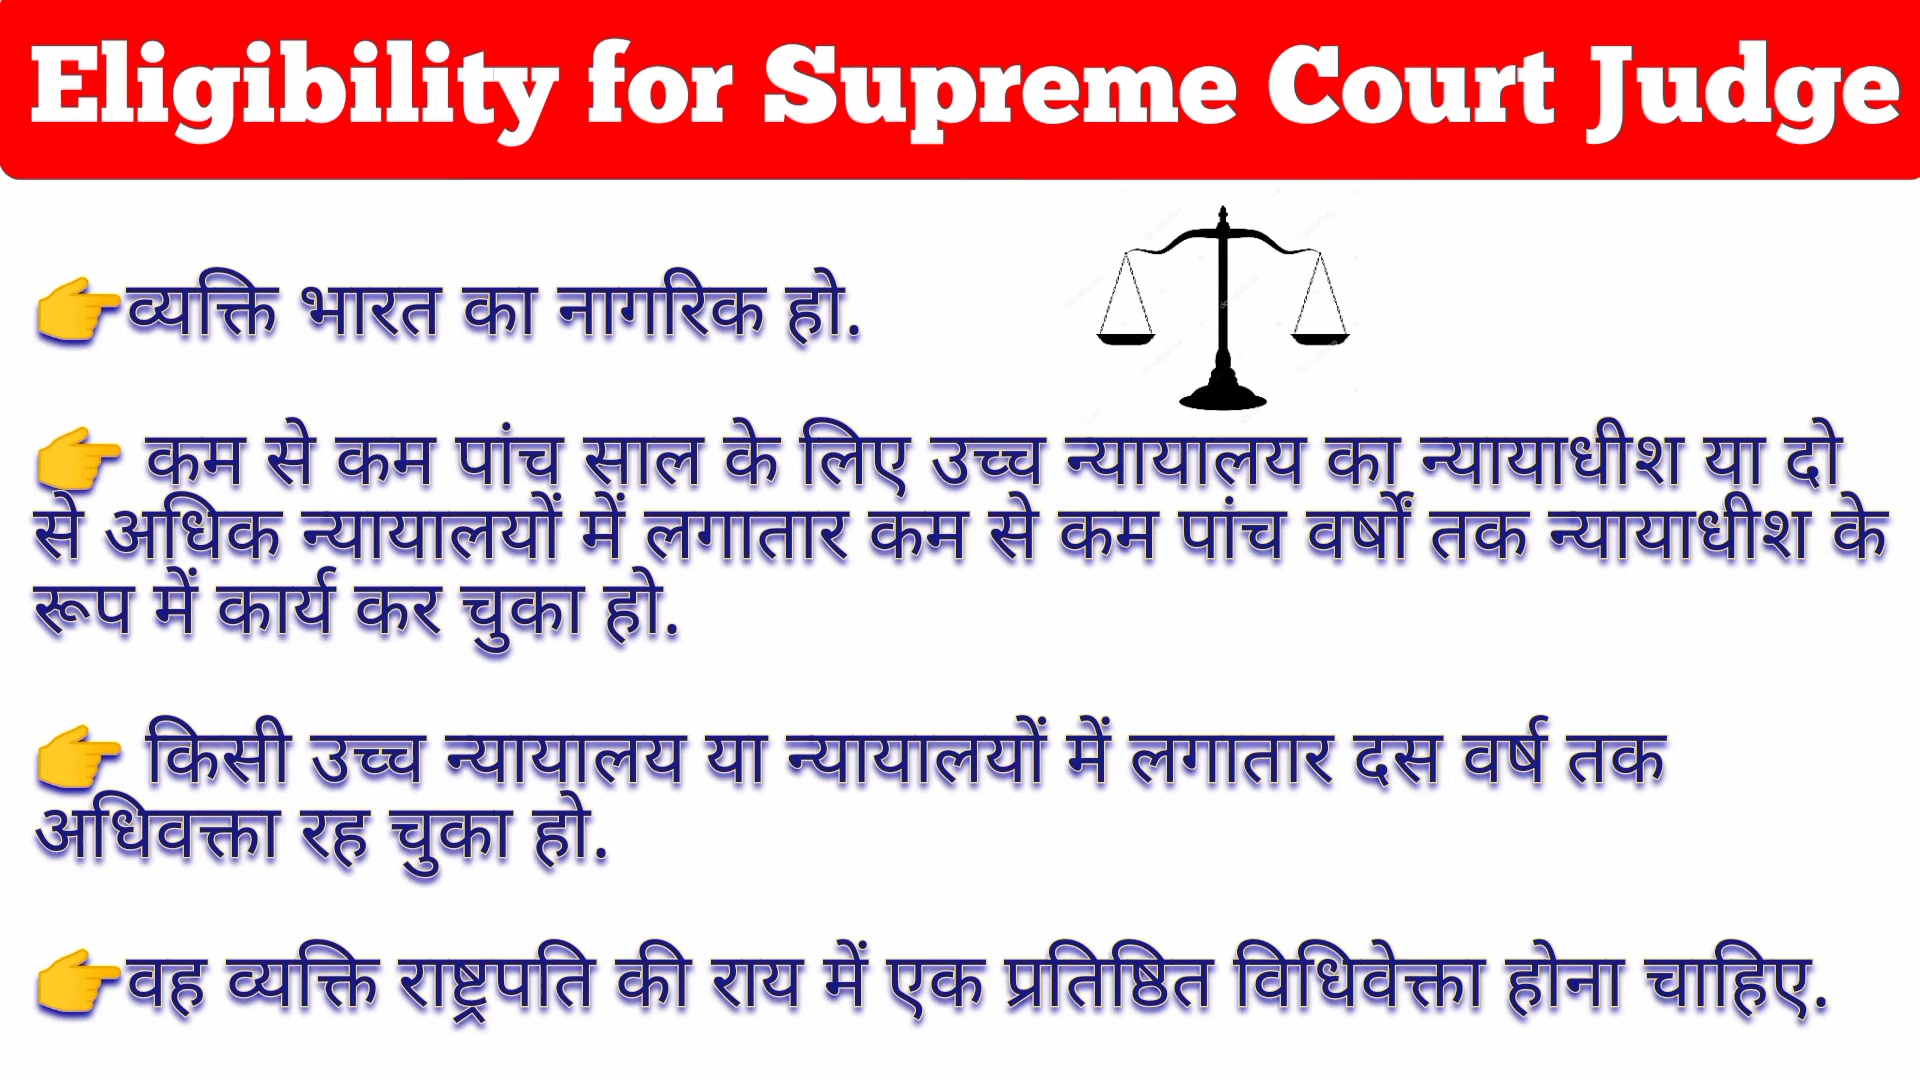 Eligibility for Supreme Court Judge
👉व्यक्ति भारत का नागरिक हो.
👉 कम से कम पांच साल के लिए उच्च न्यायालय का न्यायाधीश या दो
से अधिक न्यायालयों में लगातार कम से कम पांच वर्षों तक न्यायाधीश के
रूप में कार्य कर चुका हो.
👉 किसी उच्च न्यायालय या न्यायालयों में लगातार दस वर्ष तक
अधिवक्ता रह चुका हो.
👉वह व्यक्ति राष्ट्रपति की राय में एक प्रतिष्ठित विधिवेक्ता होना चाहिए.